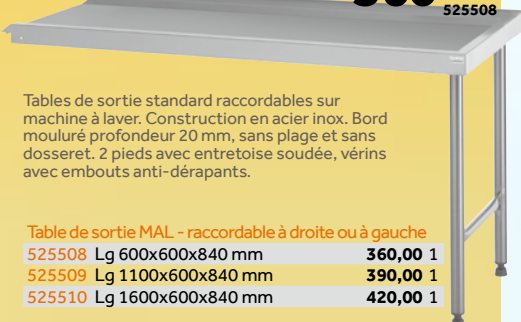 525508
Tables de sortie standard raccordables sur
machine à laver. Construction en acier inox. Bord
mouluré profondeur 20 mm, sans plage et sans
dosseret. 2 pieds avec entretoise soudée, vérins
avec embouts anti-dérapants.
Table de sortie MAL - raccordable à droite ou à gauche
525508 Lg 600x600x840 mm 360,00 1
525509 Lg 1100x600x840 mm 390,00 1
525510 Lg 1600x600x840 mm 420,00 1